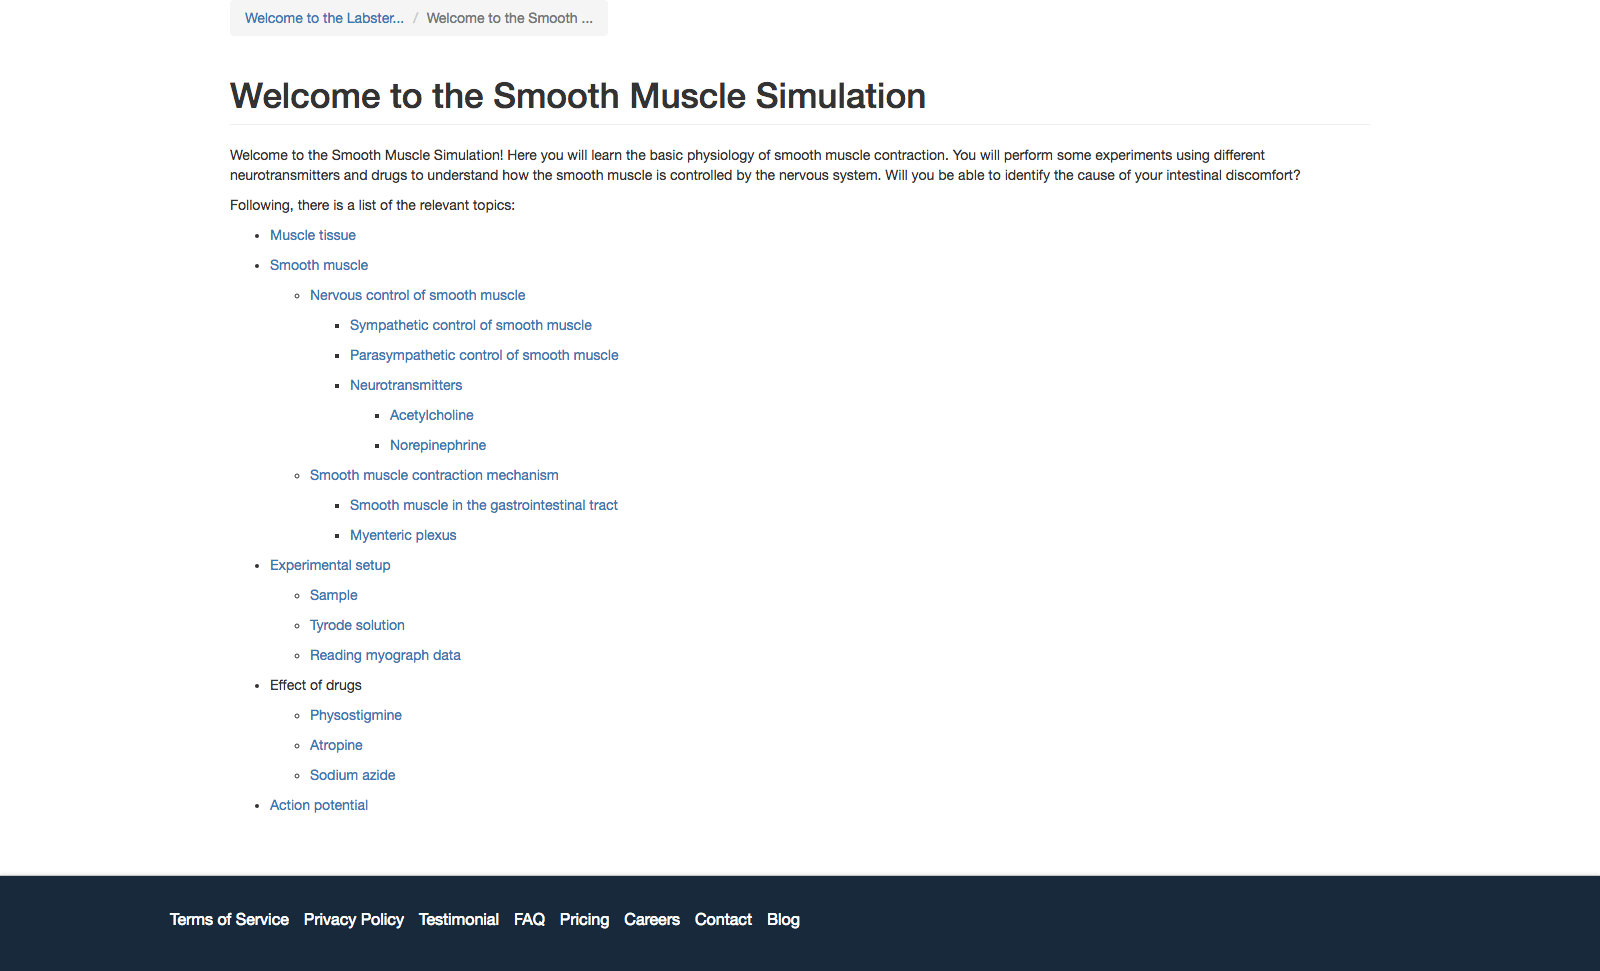 Welcome to the Labster... / Welcome to the Smooth ...
Welcome to the Smooth Muscle Simulation
Welcome to the Smooth Muscle Simulation! Here you will learn the basic physiology of smooth muscle contraction. You will perform some experiments using different
neurotransmitters and drugs to understand how the smooth muscle is controlled by the nervous system. Will you be able to identify the cause of your intestinal discomfort?
Following, there is a list of the relevant topics:
Muscle tissue
Smooth muscle
Nervous control of smooth muscle
Sympathetic control of smooth muscle
Parasympathetic control of smooth muscle
Neurotransmitters
Acetylcholine
Norepinephrine
Smooth muscle contraction mechanism
Smooth muscle in the gastrointestinal tract
Myenteric plexus
Experimental setup
Sample
Tyrode solution
Reading myograph data
Effect of drugs
Physostigmine
Atropine
Sodium azide
Action potential
Terms of Service Privacy Policy Testimonial FAQ Pricing Careers Contact Blog